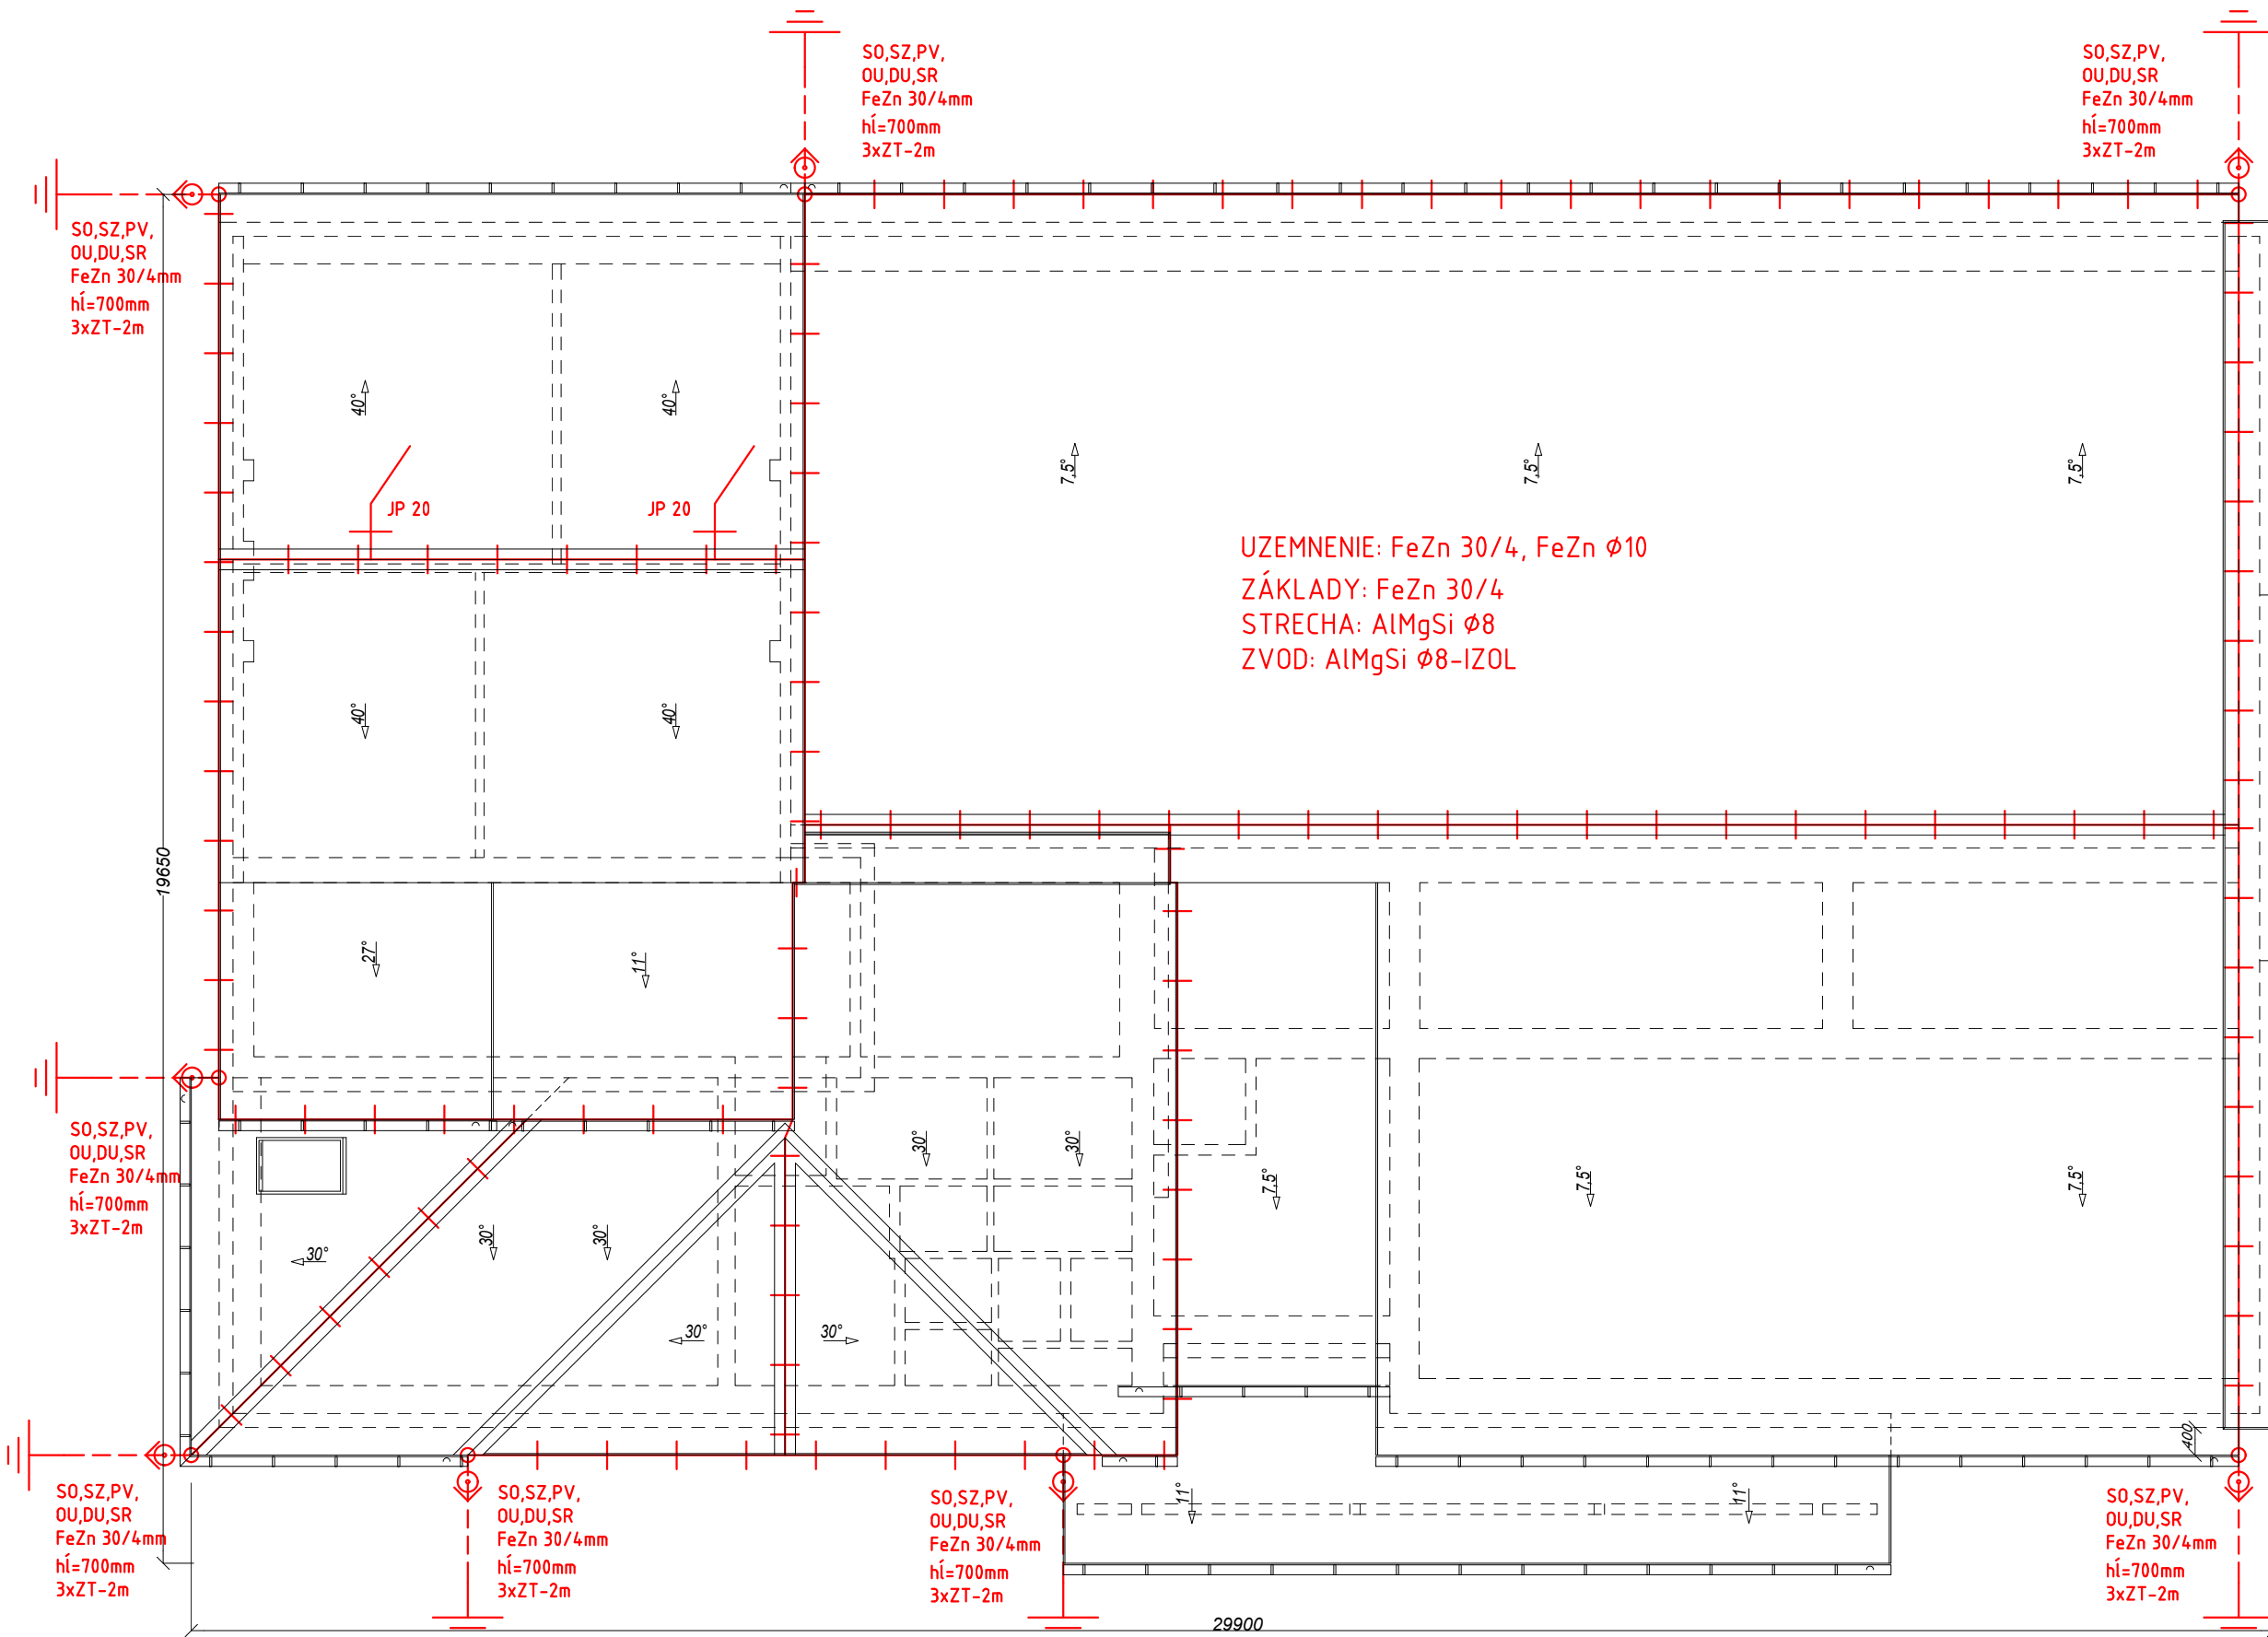 SO,SZ,PV,
OU,DU,SR
FeZn 30/4mm
hĺ=700mm
3xZT-2m
SO,SZ,PV,
OU,DU,SR
FeZn 30/4mm
hĺ=700mm
3xZT-2m
SO,SZ,PV,
OU,DU,SR
FeZn 30/4mm
hĺ=700mm
3xZT-2m
40°
40°
7,5°
7,5°
7,5°
JP 20
JP 20
UZEMNENIE: FeZn 30/4, FeZn Ø10
ZÁKLADY: FeZn 30/4
STRECHA: AlMgSi Ø8
ZVOD: AlMgSi Ø8-IZOL
40°
40°
19650
27°
11°
SO,SZ,PV,
OU,DU,SR
FeZn 30/4mm
hĺ=700mm
3xZT-2m
30°
30°
7,5°
7,5°
7,5°
30°
30°
30°
30°
30°
400
SO,SZ,PV,
OU,DU,SR
FeZn 30/4mm
hĺ=700mm
3xZT-2m
SO,SZ,PV,
OU,DU,SR
FeZn 30/4mm
hĺ=700mm
3xZT-2m
SO,SZ,PV,
OU,DU,SR
FeZn 30/4mm
hĺ=700mm
3xZT-2m
11°
11°
SO,SZ,PV,
OU,DU,SR
FeZn 30/4mm
hĺ=700mm
3xZT-2m
29900